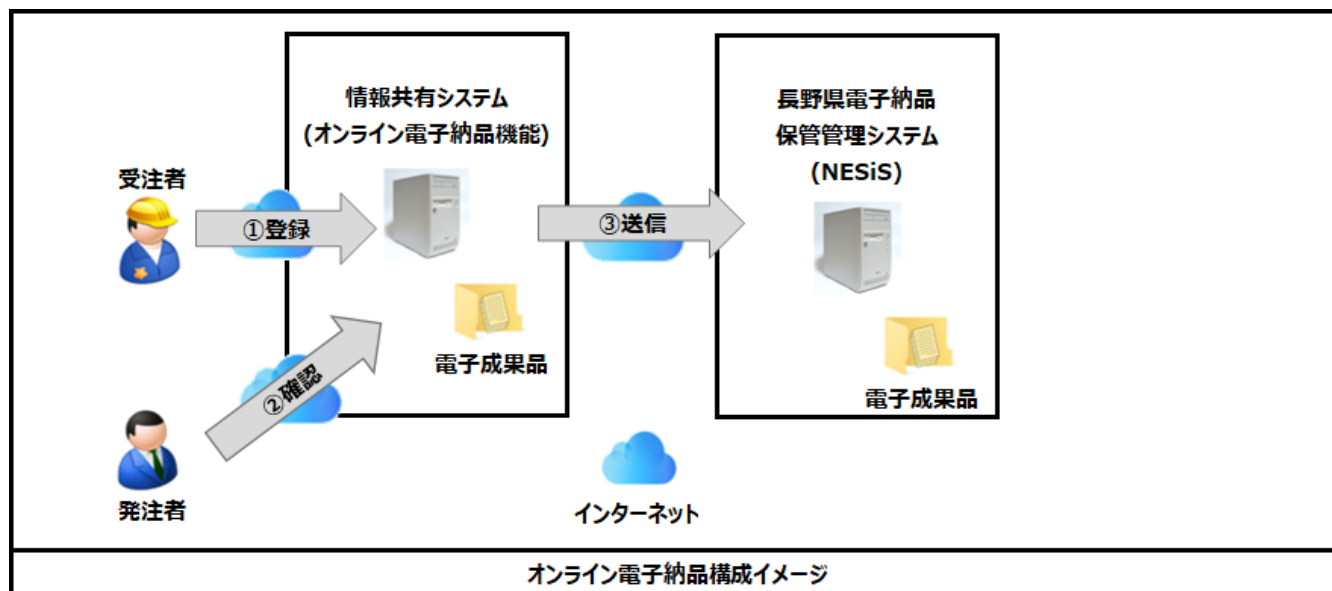 情報共有システム
(オンライン電子納品機能)
長野県電子納品
保管管理システム
(NESiS)
受注者
①登録
③送信
電子成果品
②確認
電子成果品
発注者
インターネット
オンライン電子納品構成イメージ